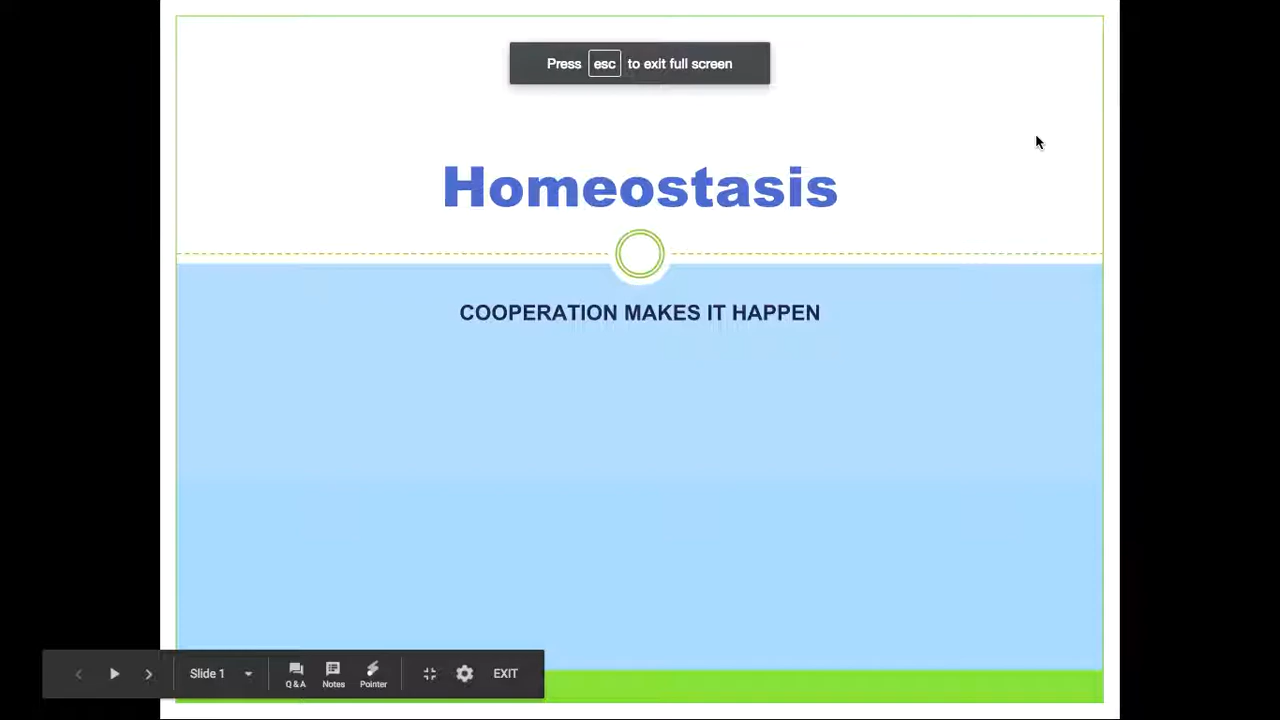 Press esc to exit full screen
Homeostasis
COOPERATION MAKES IT HAPPEN
Slide 1
Q & A
Notes
Pointer
EXIT